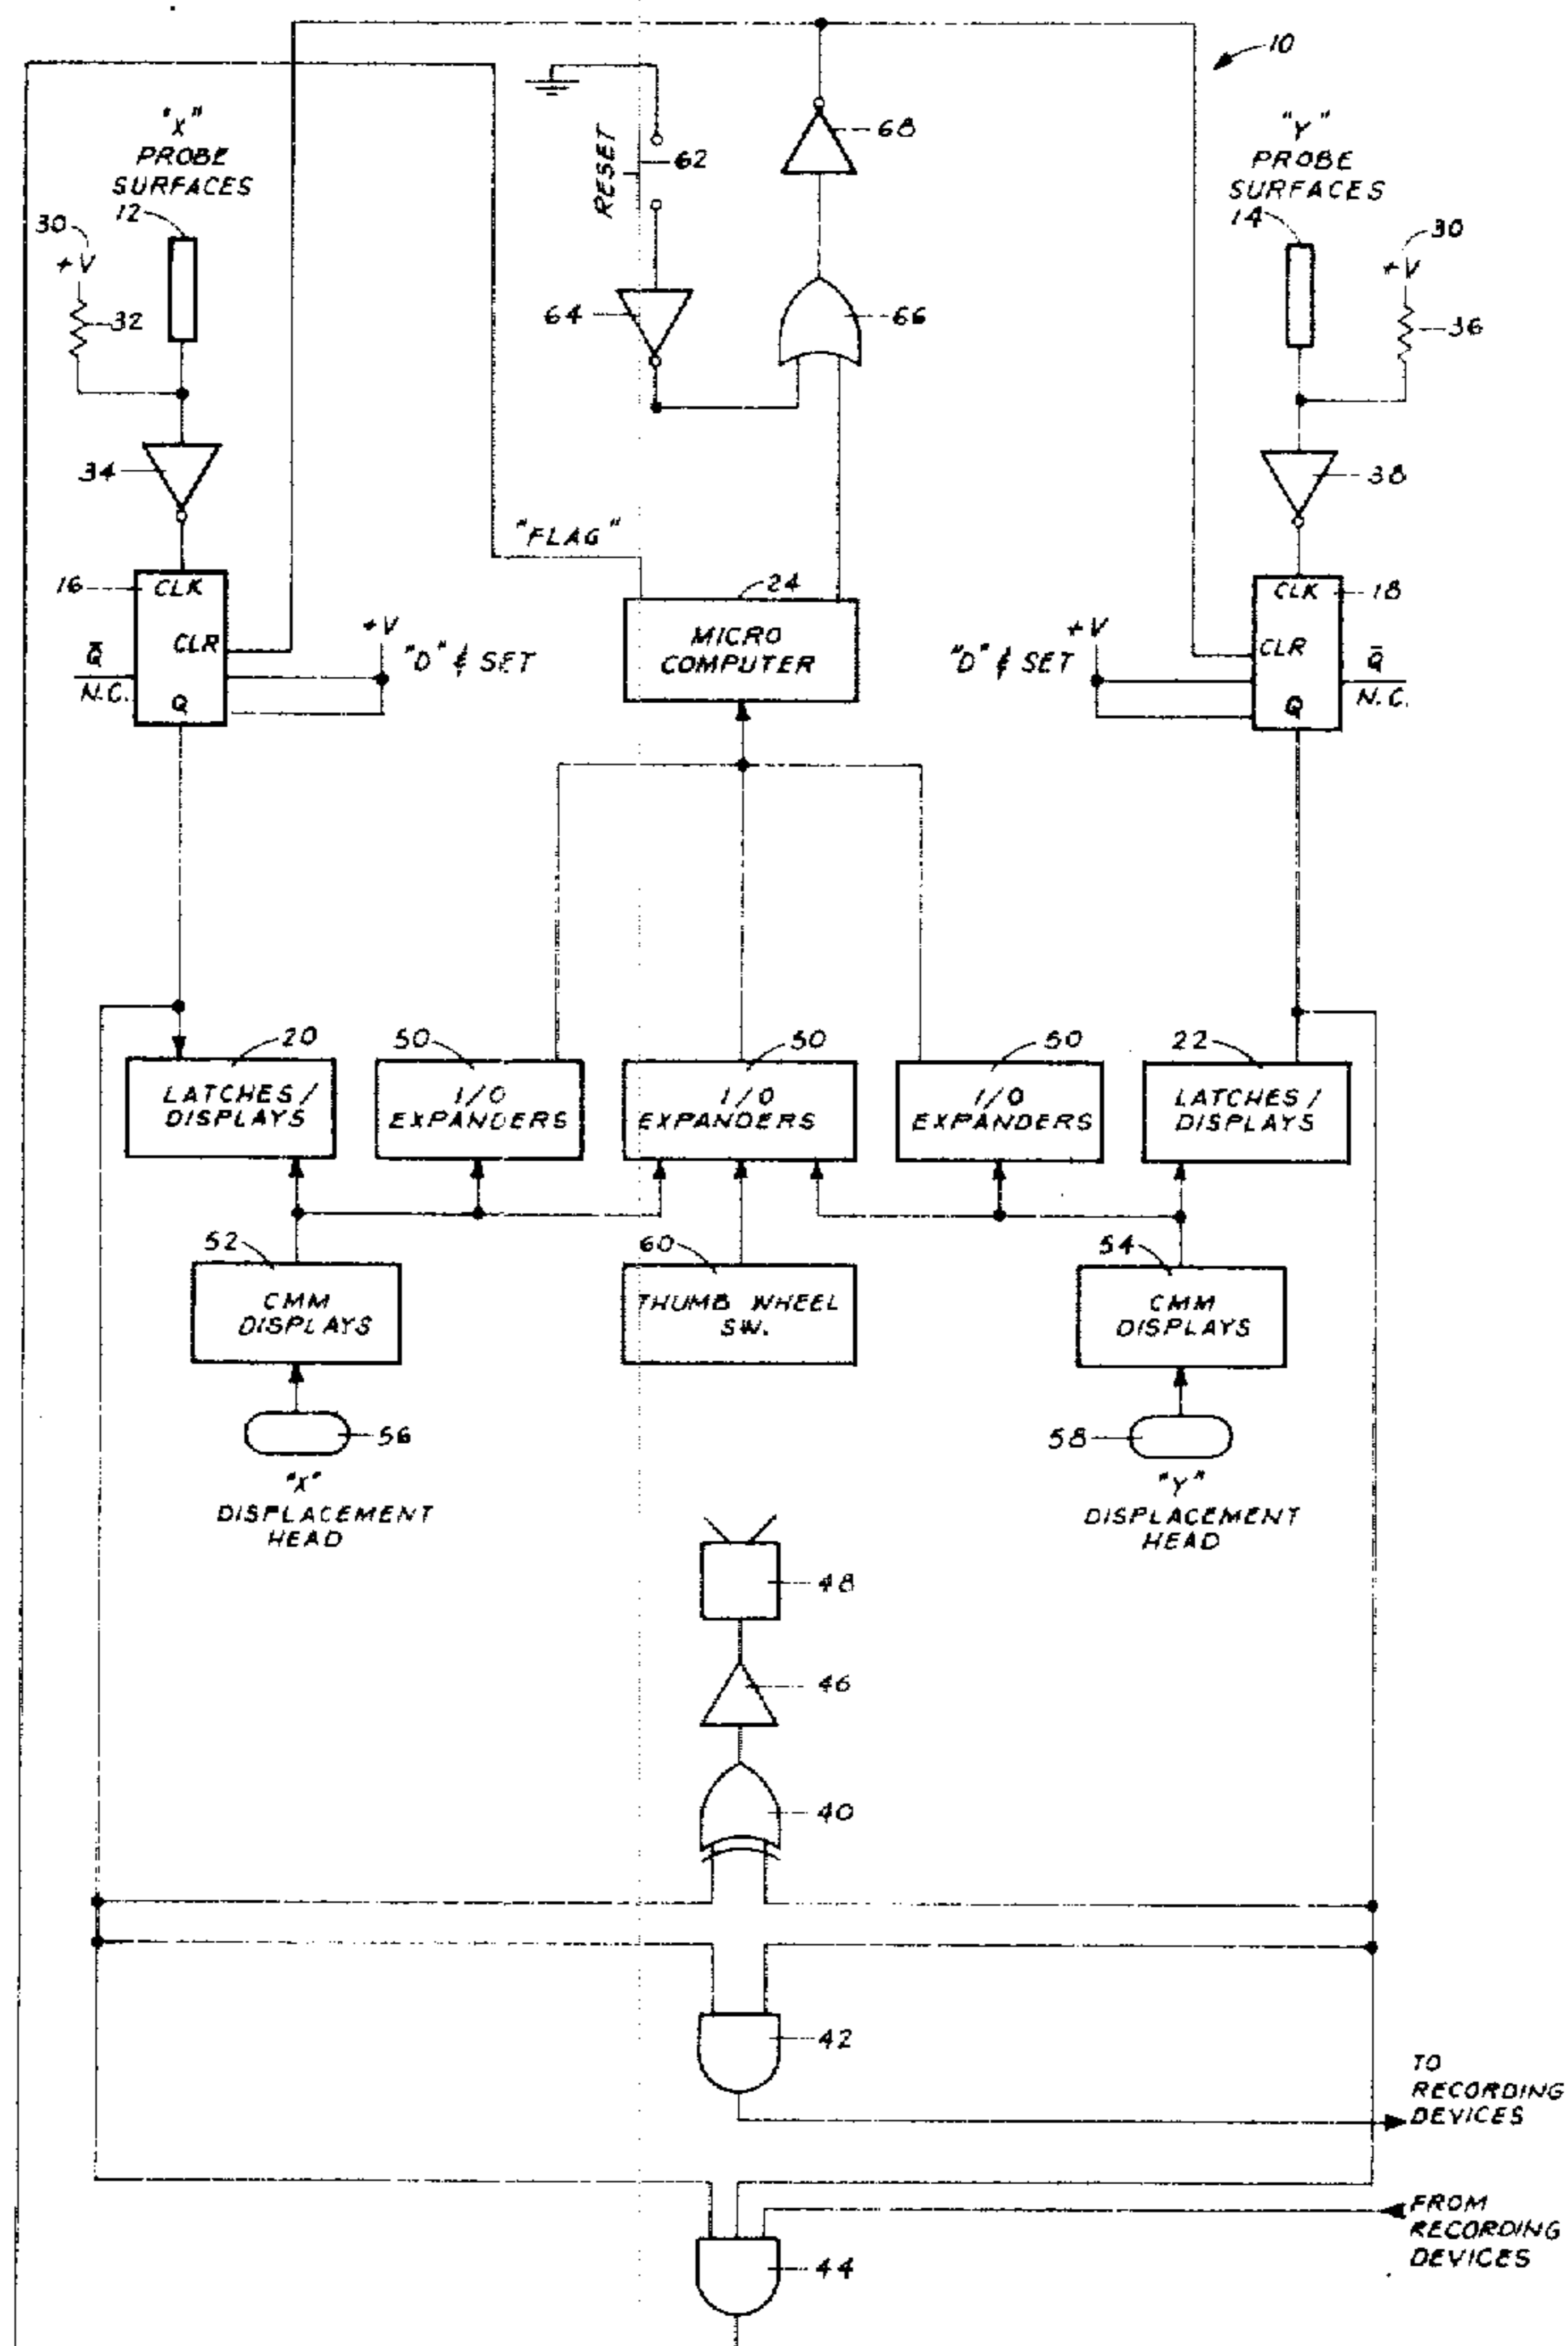 10
"X"
PROBE
SURFACES
12
30
+V
32
34
16
CLK
CLR
Q̄
N.C.
Q
+V
"D" & SET
RESET
62
64
68
66
"FLAG"
24
MICRO
COMPUTER
"Y"
PROBE
SURFACES
14
30
+V
36
38
CLK
18
CLR
Q̄
N.C.
Q
+V
"D" & SET
20
LATCHES/
DISPLAYS
50
I/O
EXPANDERS
50
I/O
EXPANDERS
50
I/O
EXPANDERS
22
LATCHES/
DISPLAYS
52
CMM
DISPLAYS
60
THUMB WHEEL
SW.
54
CMM
DISPLAYS
56
"X"
DISPLACEMENT
HEAD
58
"Y"
DISPLACEMENT
HEAD
48
46
40
42
TO
RECORDING
DEVICES
FROM
RECORDING
DEVICES
44